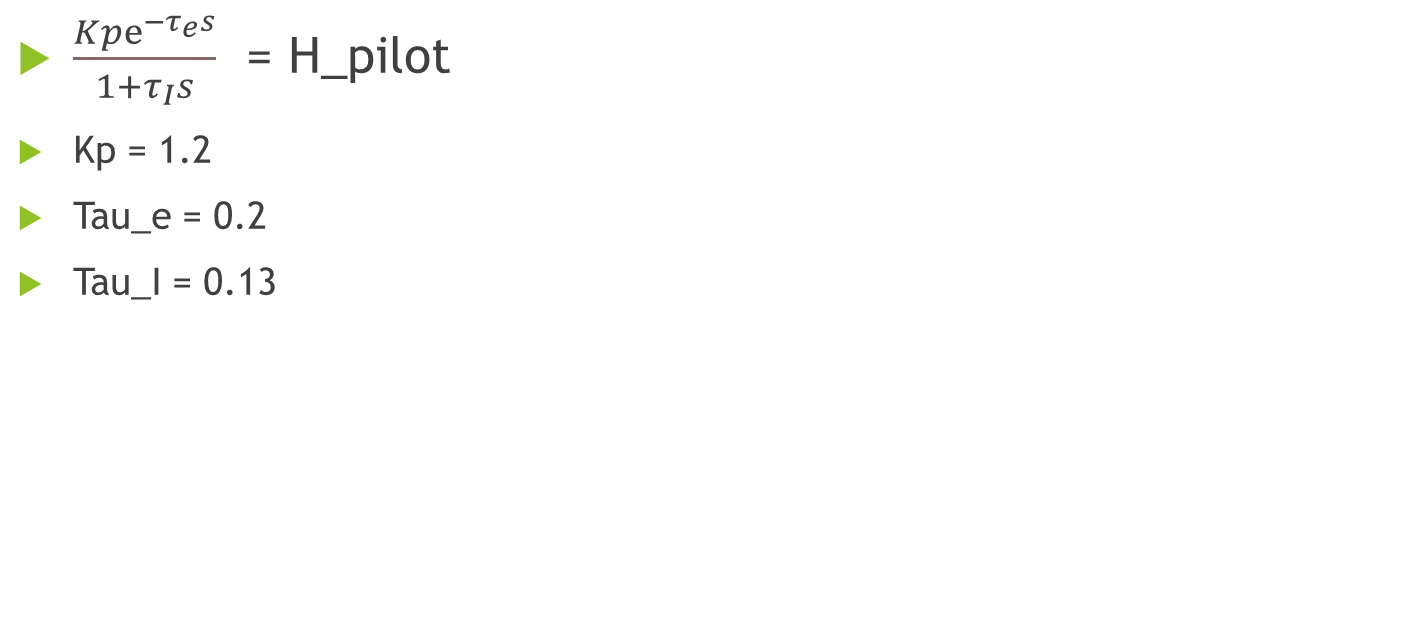 Kpe^{-τ_e s} / 1+τ_I s = H_pilot
Kp = 1.2
Tau_e = 0.2
Tau_I = 0.13